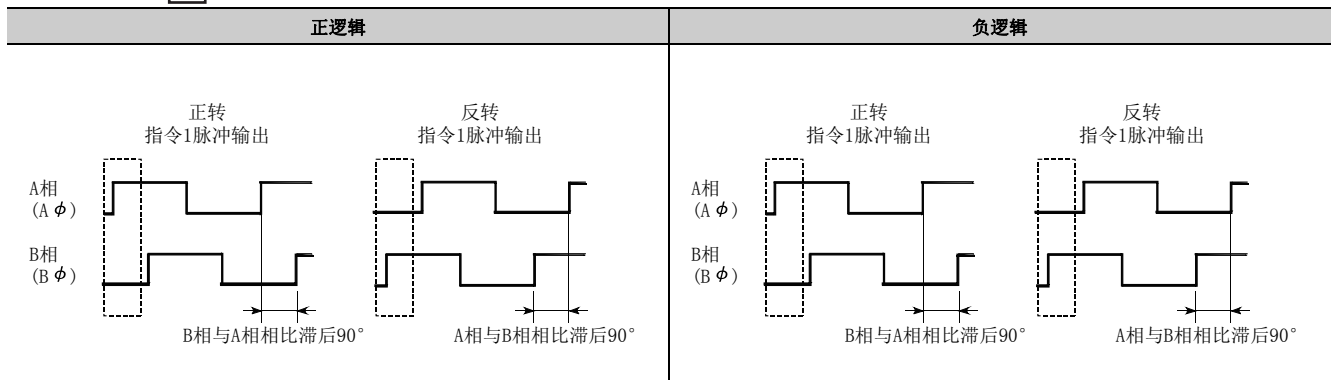 正逻辑
负逻辑
正转
指令1脉冲输出
反转
指令1脉冲输出
A相
(Aϕ)
B相
(Bϕ)
B相与A相相比滞后90°
A相与B相相比滞后90°
正转
指令1脉冲输出
反转
指令1脉冲输出
A相
(Aϕ)
B相
(Bϕ)
B相与A相相比滞后90°
A相与B相相比滞后90°